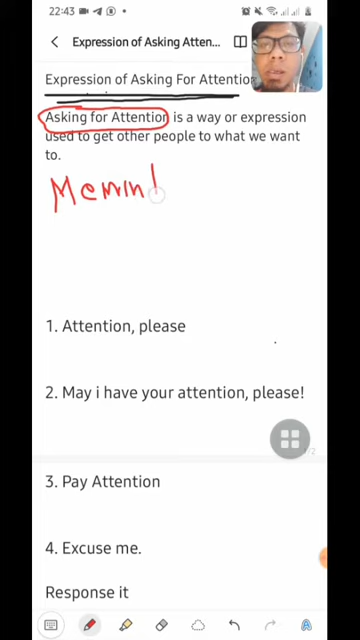 22:43
Expression of Asking Atten...
Expression of Asking For Attention
Asking for Attention is a way or expression
used to get other people to what we want
to.
1. Attention, please
2. May i have your attention, please!
/2
3. Pay Attention
4. Excuse me.
Response it